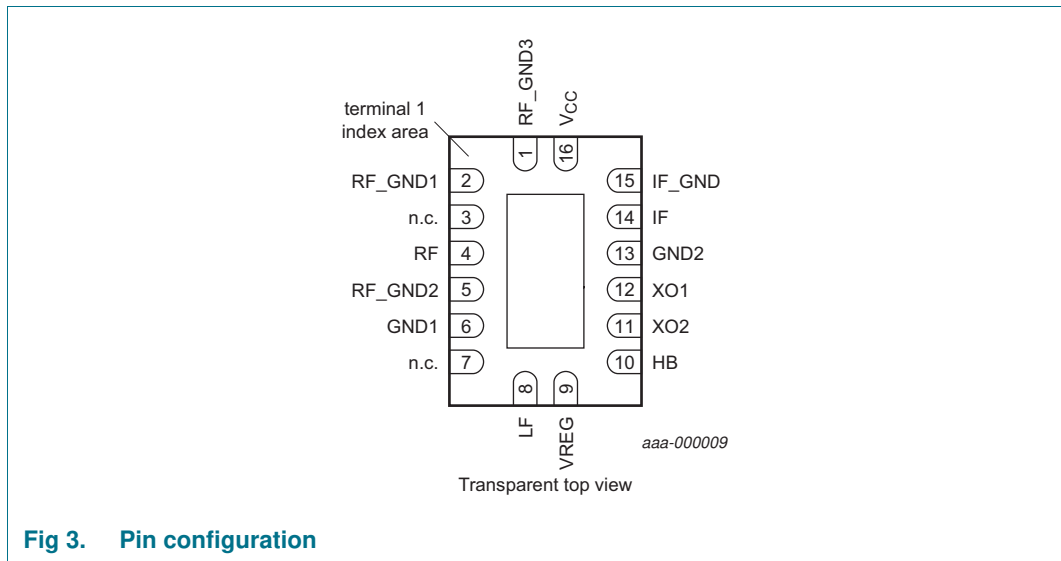 RF_GND3
VCC
terminal 1
index area
1
16
RF_GND1 2
15 IF_GND
n.c. 3
14 IF
RF 4
13 GND2
RF_GND2 5
12 XO1
GND1 6
11 XO2
n.c. 7
10 HB
8
9
LF
VREG
aaa-000009
Transparent top view
Fig 3. Pin configuration